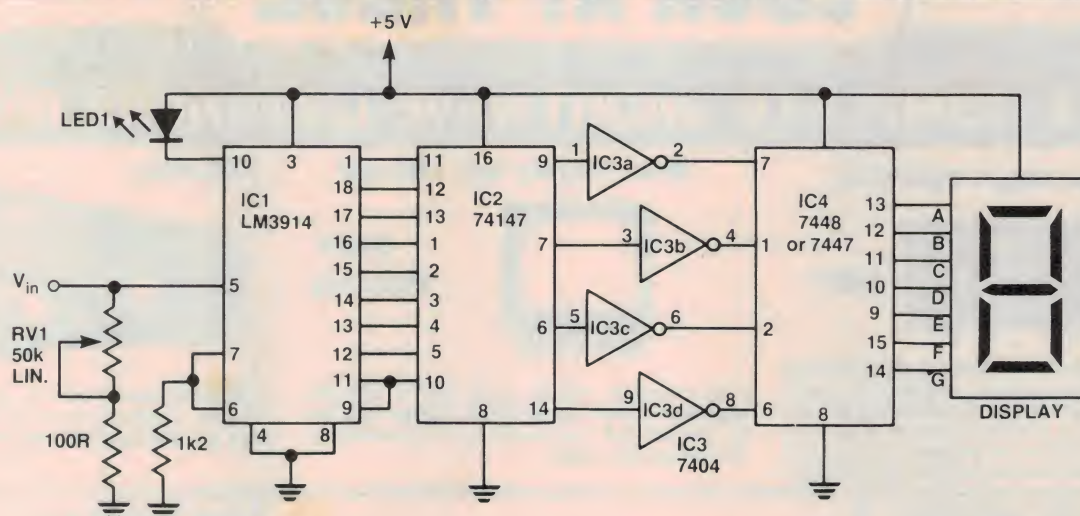 +5 V
LED1
10
3
1
IC1
LM3914
18
17
16
15
14
13
12
11
9
5
7
6
4
8
V_in
RV1
50k
LIN.
100R
1k2
11
12
13
1
2
3
4
5
10
16
IC2
74147
9
7
6
14
8
1
IC3a
2
3
IC3b
4
5
IC3c
6
9
IC3d
8
IC3
7404
7
1
2
6
8
IC4
7448
or 7447
13
12
11
10
9
15
14
A
B
C
D
E
F
G
DISPLAY